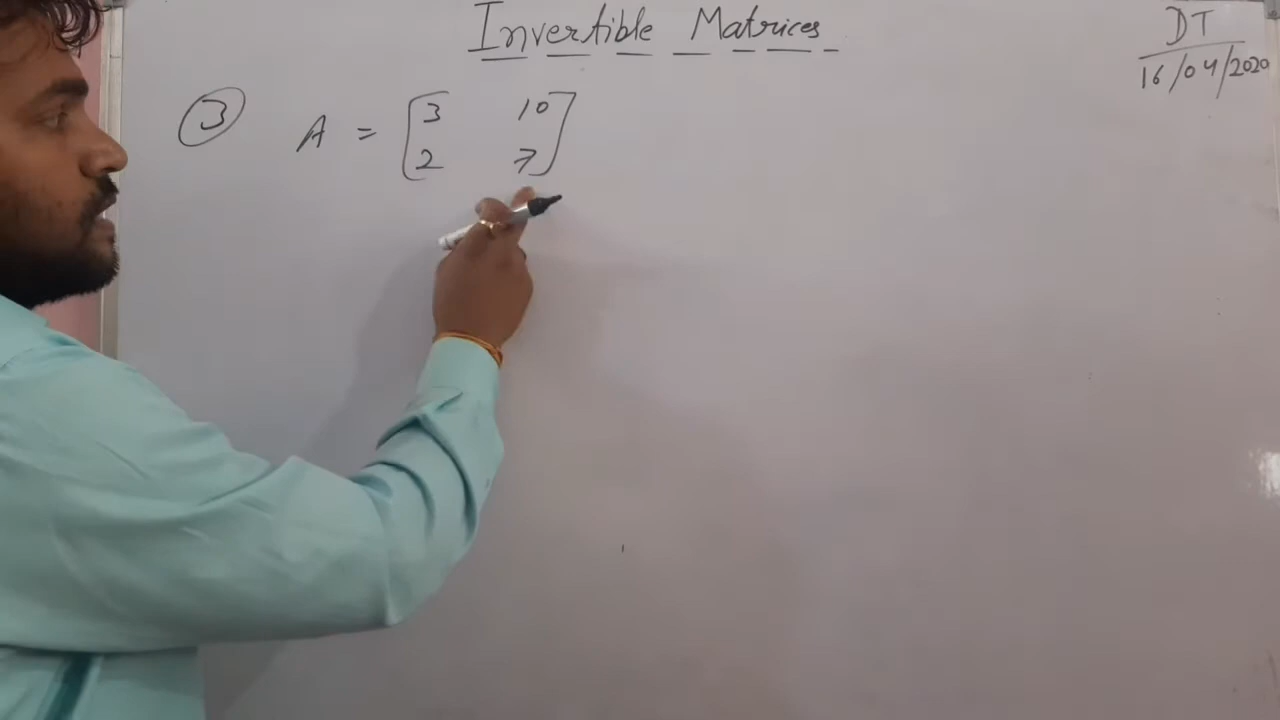 Invertible Matrices
DT
16/04/2020
③ A = [3 10
2 7]